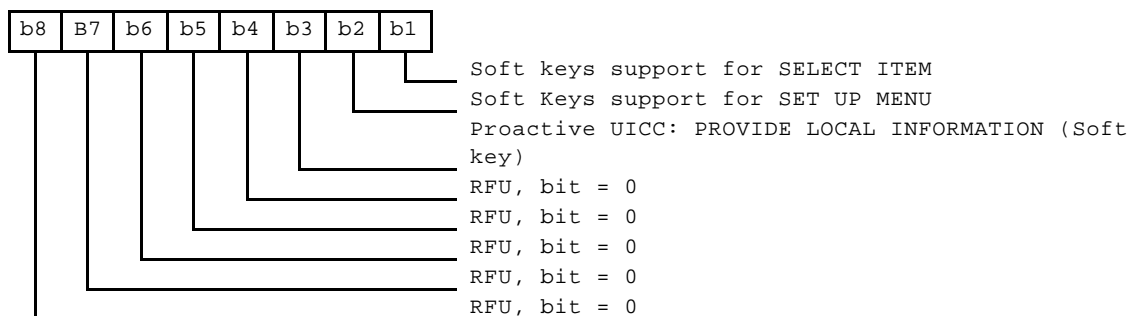 b8 B7 b6 b5 b4 b3 b2 b1
Soft keys support for SELECT ITEM
Soft Keys support for SET UP MENU
Proactive UICC: PROVIDE LOCAL INFORMATION (Soft
key)
RFU, bit = 0
RFU, bit = 0
RFU, bit = 0
RFU, bit = 0
RFU, bit = 0